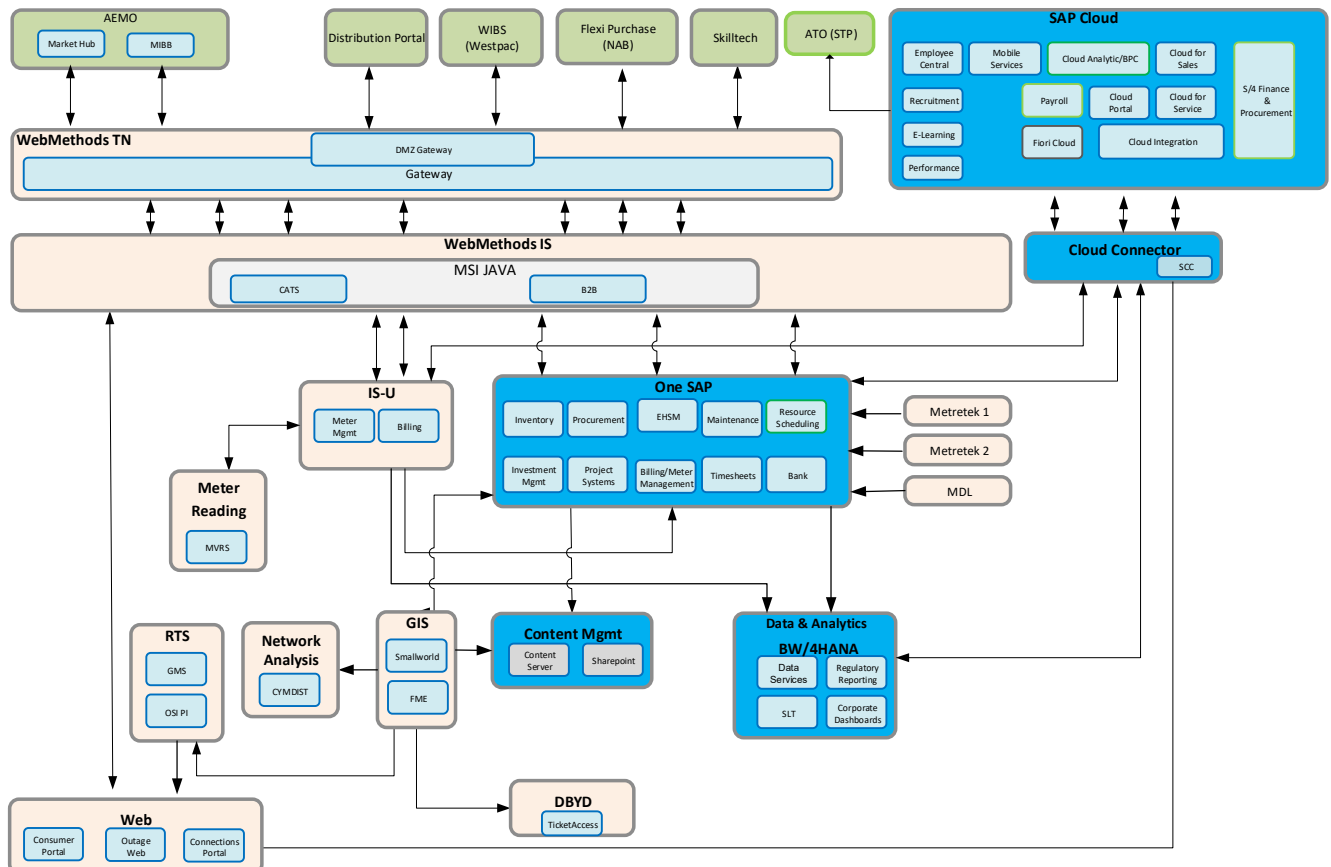 AEMO
Market Hub
MIBB
Distribution Portal
WIBS
(Westpac)
Flexi Purchase
(NAB)
Skilltech
ATO (STP)
SAP Cloud
Employee
Central
Mobile
Services
Cloud Analytic/BPC
Cloud for
Sales
S/4 Finance
&
Procurement
Recruitment
Payroll
Cloud
Portal
Cloud for
Service
E-Learning
Fiori Cloud
Cloud Integration
Performance
WebMethods TN
DMZ Gateway
Gateway
WebMethods IS
MSI JAVA
CATS
B2B
Cloud Connector
SCC
IS-U
Meter
Mgmt
Billing
One SAP
Inventory
Procurement
EHSM
Maintenance
Resource
Scheduling
Investment
Mgmt
Project
Systems
Billing/Meter
Management
Timesheets
Bank
Metretek 1
Metretek 2
MDL
Meter
Reading
MVRS
RTS
GMS
OSI PI
Network
Analysis
CYMDIST
GIS
Smallworld
FME
Content Mgmt
Content
Server
Sharepoint
Data & Analytics
BW/4HANA
Data
Services
Regulatory
Reporting
SLT
Corporate
Dashboards
DBYD
TicketAccess
Web
Consumer
Portal
Outage
Web
Connections
Portal